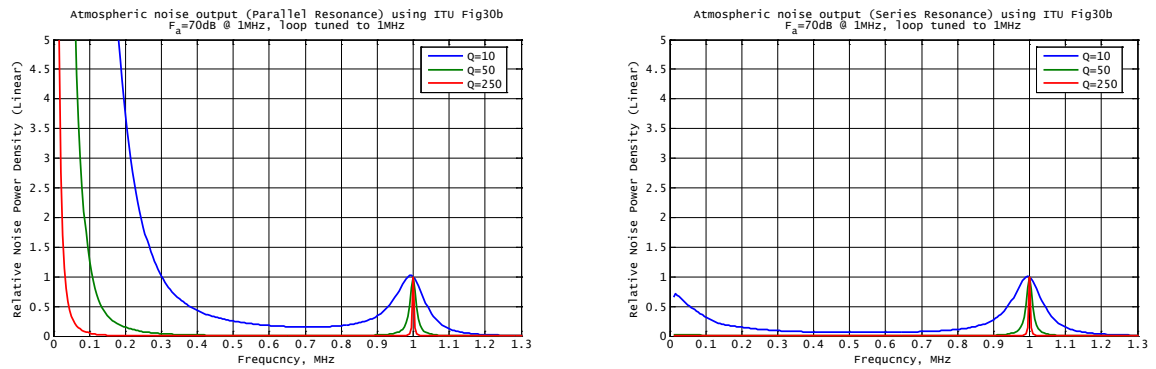 Atmospheric noise output (Parallel Resonance) using ITU Fig30b
Fa=70dB @ 1MHz, loop tuned to 1MHz
Relative Noise Power Density (Linear)
5
4.5
4
3.5
3
2.5
2
1.5
1
0.5
0
Q=10
Q=50
Q=250
0 0.1 0.2 0.3 0.4 0.5 0.6 0.7 0.8 0.9 1 1.1 1.2 1.3
Frequcncy, MHz
Atmospheric noise output (Series Resonance) using ITU Fig30b
Fa=70dB @ 1MHz, loop tuned to 1MHz
Relative Noise Power Density (Linear)
5
4.5
4
3.5
3
2.5
2
1.5
1
0.5
0
Q=10
Q=50
Q=250
0 0.1 0.2 0.3 0.4 0.5 0.6 0.7 0.8 0.9 1 1.1 1.2 1.3
Frequcncy, MHz